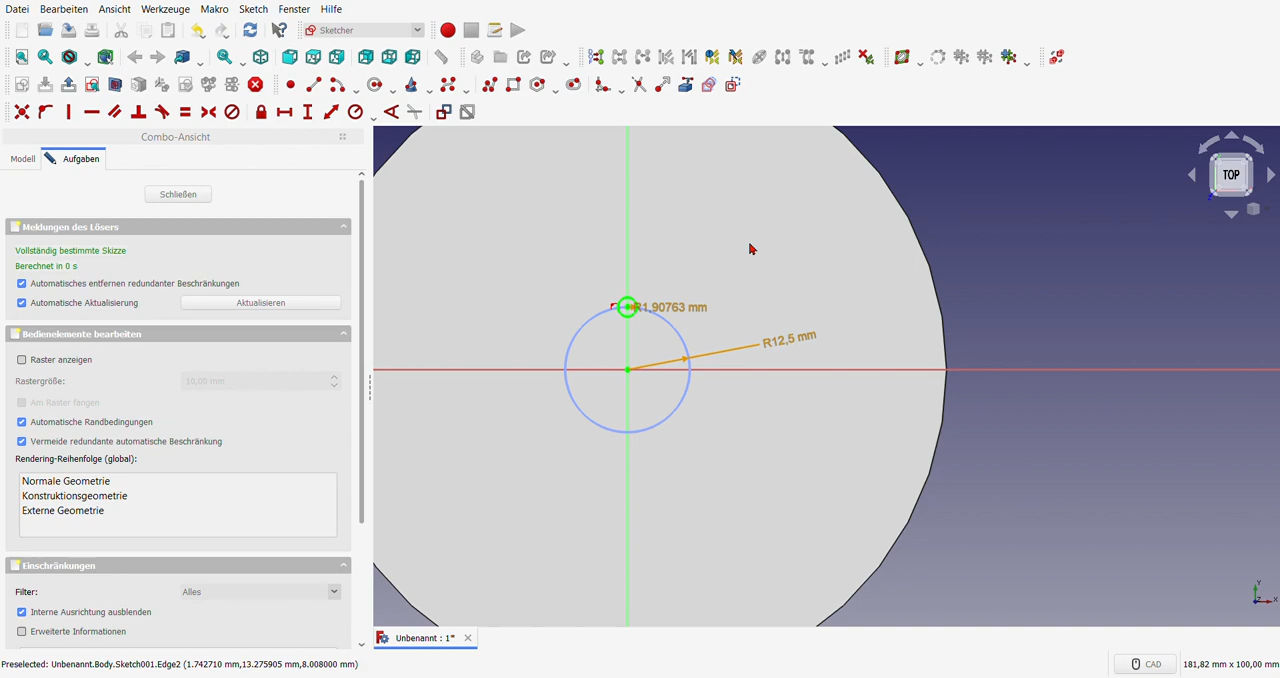 Datei Bearbeiten Ansicht Werkzeuge Makro Sketch Fenster Hilfe
Sketcher
Combo-Ansicht
Modell Aufgaben
Schließen
Meldungen des Lösers
Vollständig bestimmte Skizze
Berechnet in 0 s
Automatisches entfernen redundanter Beschränkungen
Automatische Aktualisierung Aktualisieren
Bedienelemente bearbeiten
Raster anzeigen
Rastergröße: 10,00 mm
Am Raster fangen
Automatische Randbedingungen
Vermeide redundante automatische Beschränkung
Rendering-Reihenfolge (global):
Normale Geometrie
Konstruktionsgeometrie
Externe Geometrie
Einschränkungen
Filter: Alles
Interne Ausrichtung ausblenden
Erweiterte Informationen
R1,90763 mm
R12,5 mm
TOP
Y
Z X
Unbenannt : 1*
Preselected: Unbenannt.Body.Sketch001.Edge2 (1.742710 mm,13.275905 mm,8.008000 mm)
CAD 181,82 mm x 100,00 mm